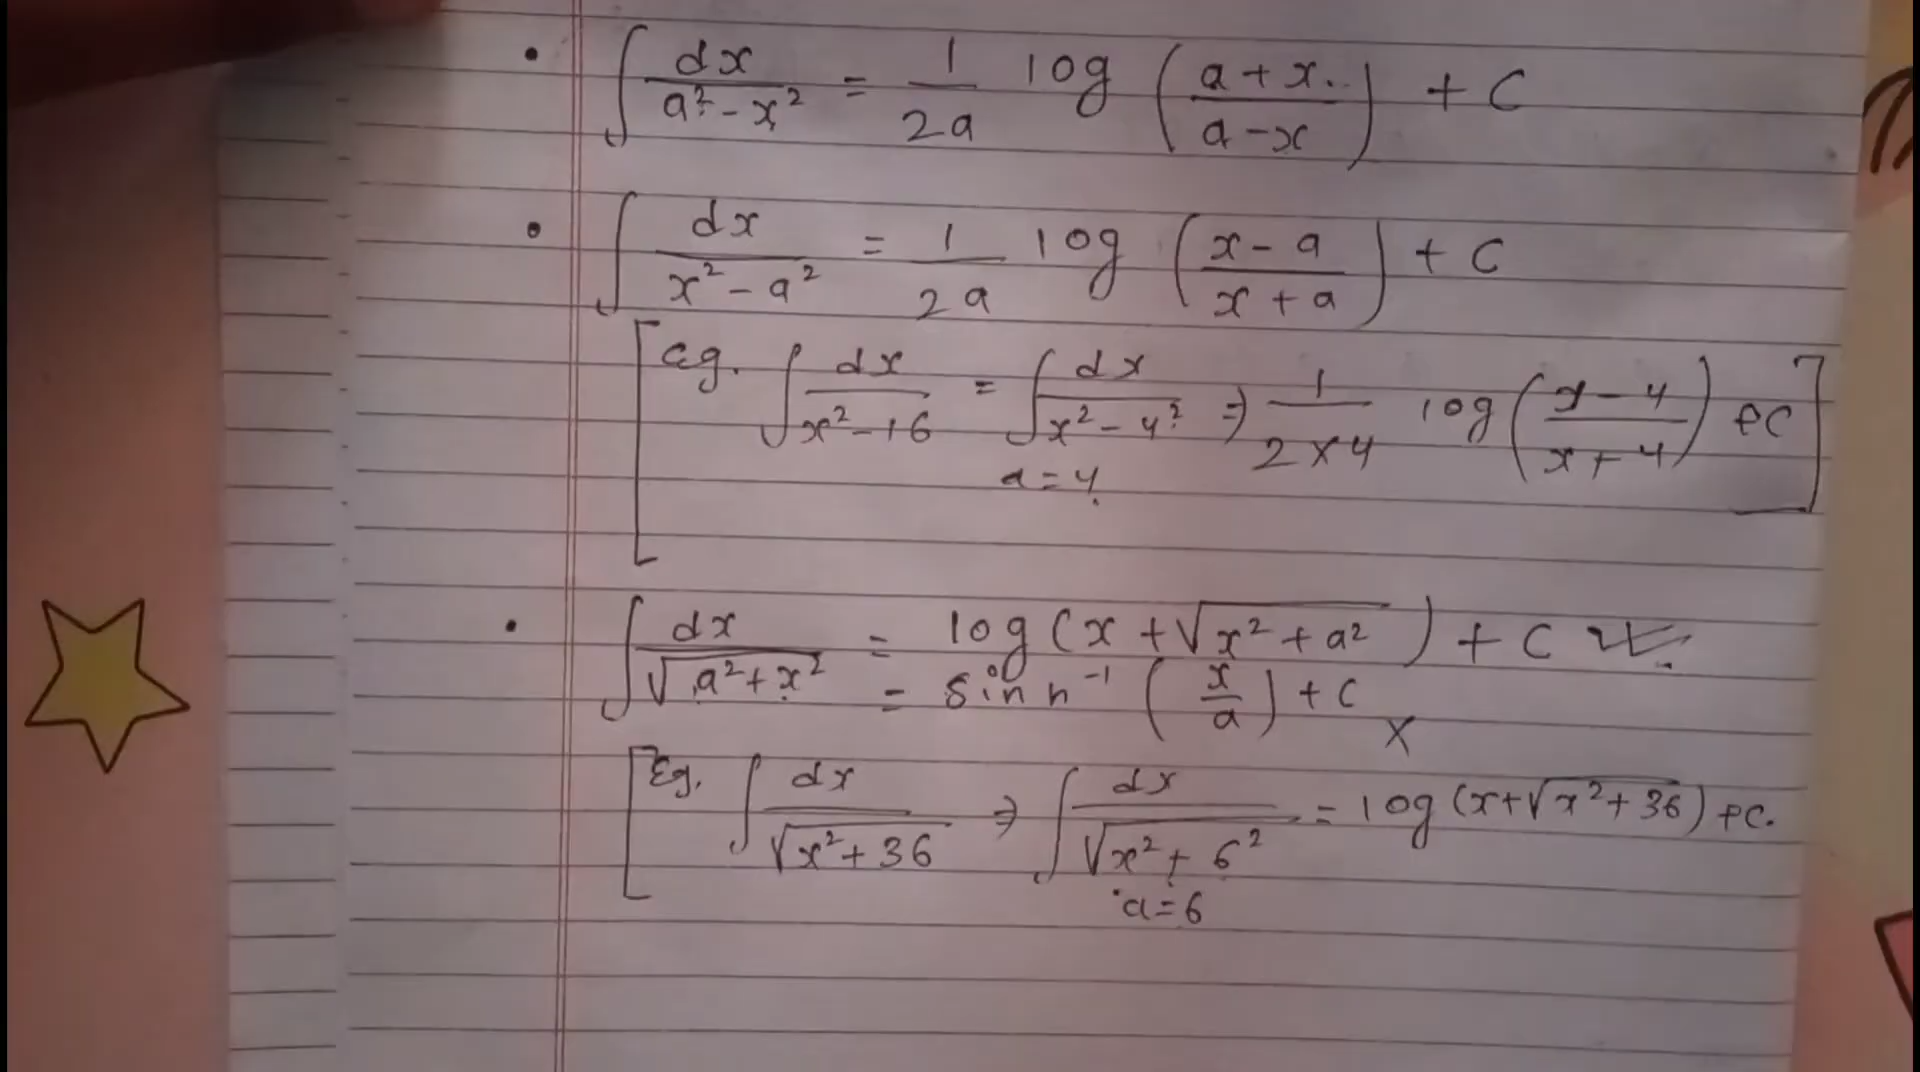 • ∫ dx / (a² - x²) = 1/2a log ((a + x) / (a - x)) + C
• ∫ dx / (x² - a²) = 1/2a log ((x - a) / (x + a)) + C
[eg. ∫ dx / (x² - 16) = ∫ dx / (x² - 4²) ⇒ 1/(2 × 4) log ((x - 4) / (x + 4)) + C]
a = 4
• ∫ dx / √(a² + x²) = log (x + √(x² + a²)) + C
= sinh⁻¹ (x/a) + C ×
[Eg. ∫ dx / √(x² + 36) ⇒ ∫ dx / √(x² + 6²) = log (x + √(x² + 36)) + C.
a = 6